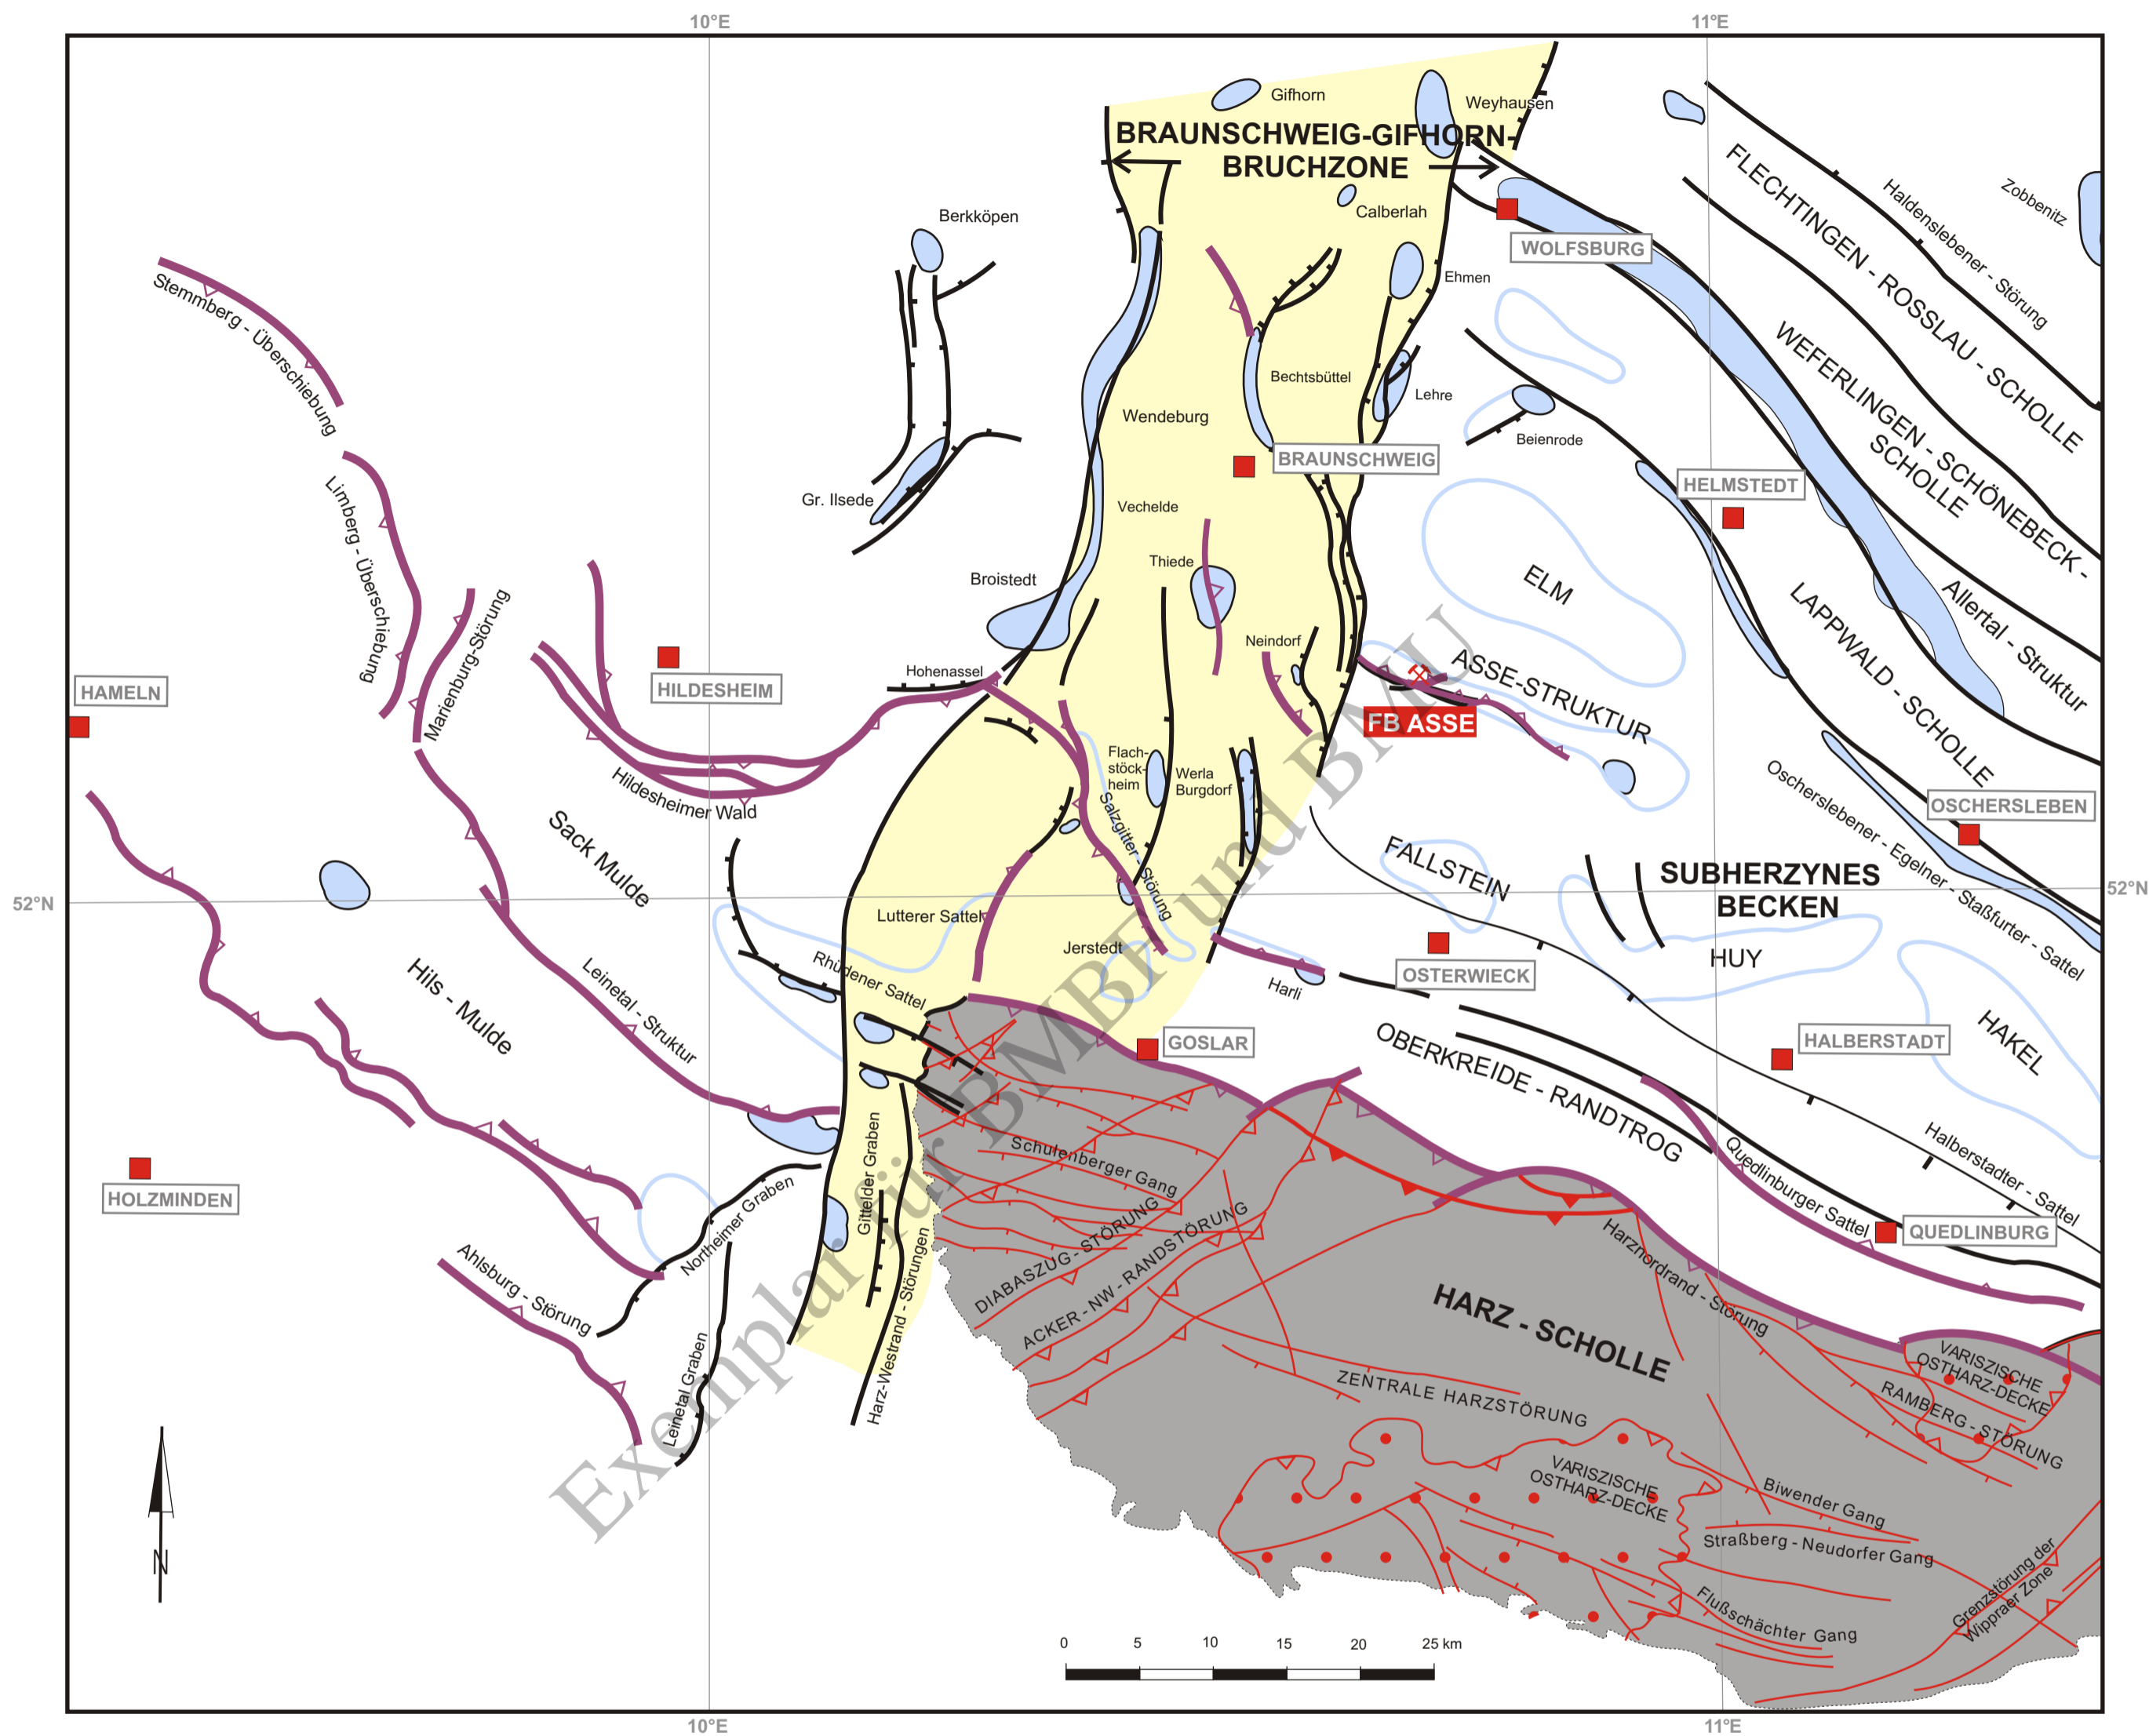 10°E
11°E
Gifhorn
Weyhausen
BRAUNSCHWEIG-GIFHORN-
BRUCHZONE
Calberlah
Berkköpen
WOLFSBURG
FLECHTINGEN - ROSSLAU - SCHOLLE
Haldenslebener - Störung
Zobbenitz
Ehmen
Stemmberg - Überschiebung
Bechtsbüttel
Lehre
Wendeburg
Beienrode
WEFERLINGEN - SCHÖNEBECK -
SCHOLLE
BRAUNSCHWEIG
HELMSTEDT
Gr. Ilsede
Vechelde
Limberg - Überschiebung
Thiede
Broistedt
ELM
Allertal - Struktur
LAPPWALD - SCHOLLE
Marienburg-Störung
Neindorf
Hohenassel
ASSE-STRUKTUR
HAMELN
HILDESHEIM
FB ASSE
Flach-
stöck-
heim
Werla
Burgdorf
Hildesheimer Wald
Salzgitter - Störung
Oscherslebener - Egelner - Staßfurter - Sattel
OSCHERSLEBEN
Sack Mulde
FALLSTEIN
SUBHERZYNES
BECKEN
52°N
52°N
Lutterer Sattel
Jerstedt
HUY
Rhüdener Sattel
Harli
OSTERWIECK
Hils - Mulde
Leinetal - Struktur
GOSLAR
OBERKREIDE - RANDTROG
HALBERSTADT
HAKEL
HOLZMINDEN
Northeimer Graben
Gittelder Graben
Schulenberger Gang
Quedlinburger Sattel
Halberstadter - Sattel
QUEDLINBURG
Ahlsburg - Störung
Leinetal Graben
Harz-Westrand - Störungen
DIABASZUG - STÖRUNG
ACKER - NW - RANDSTÖRUNG
Harznordrand - Störung
HARZ - SCHOLLE
ZENTRALE HARZSTÖRUNG
VARISZISCHE
OSTHARZ-DECKE
RAMBERG - STÖRUNG
VARISZISCHE
OSTHARZ-DECKE
Biwender Gang
Straßberg - Neudorfer Gang
Flußschächter Gang
Grenzstörung der
Wippraer Zone
N
0 5 10 15 20 25 km
10°E
11°E
Exemplar für BMBF und BMU